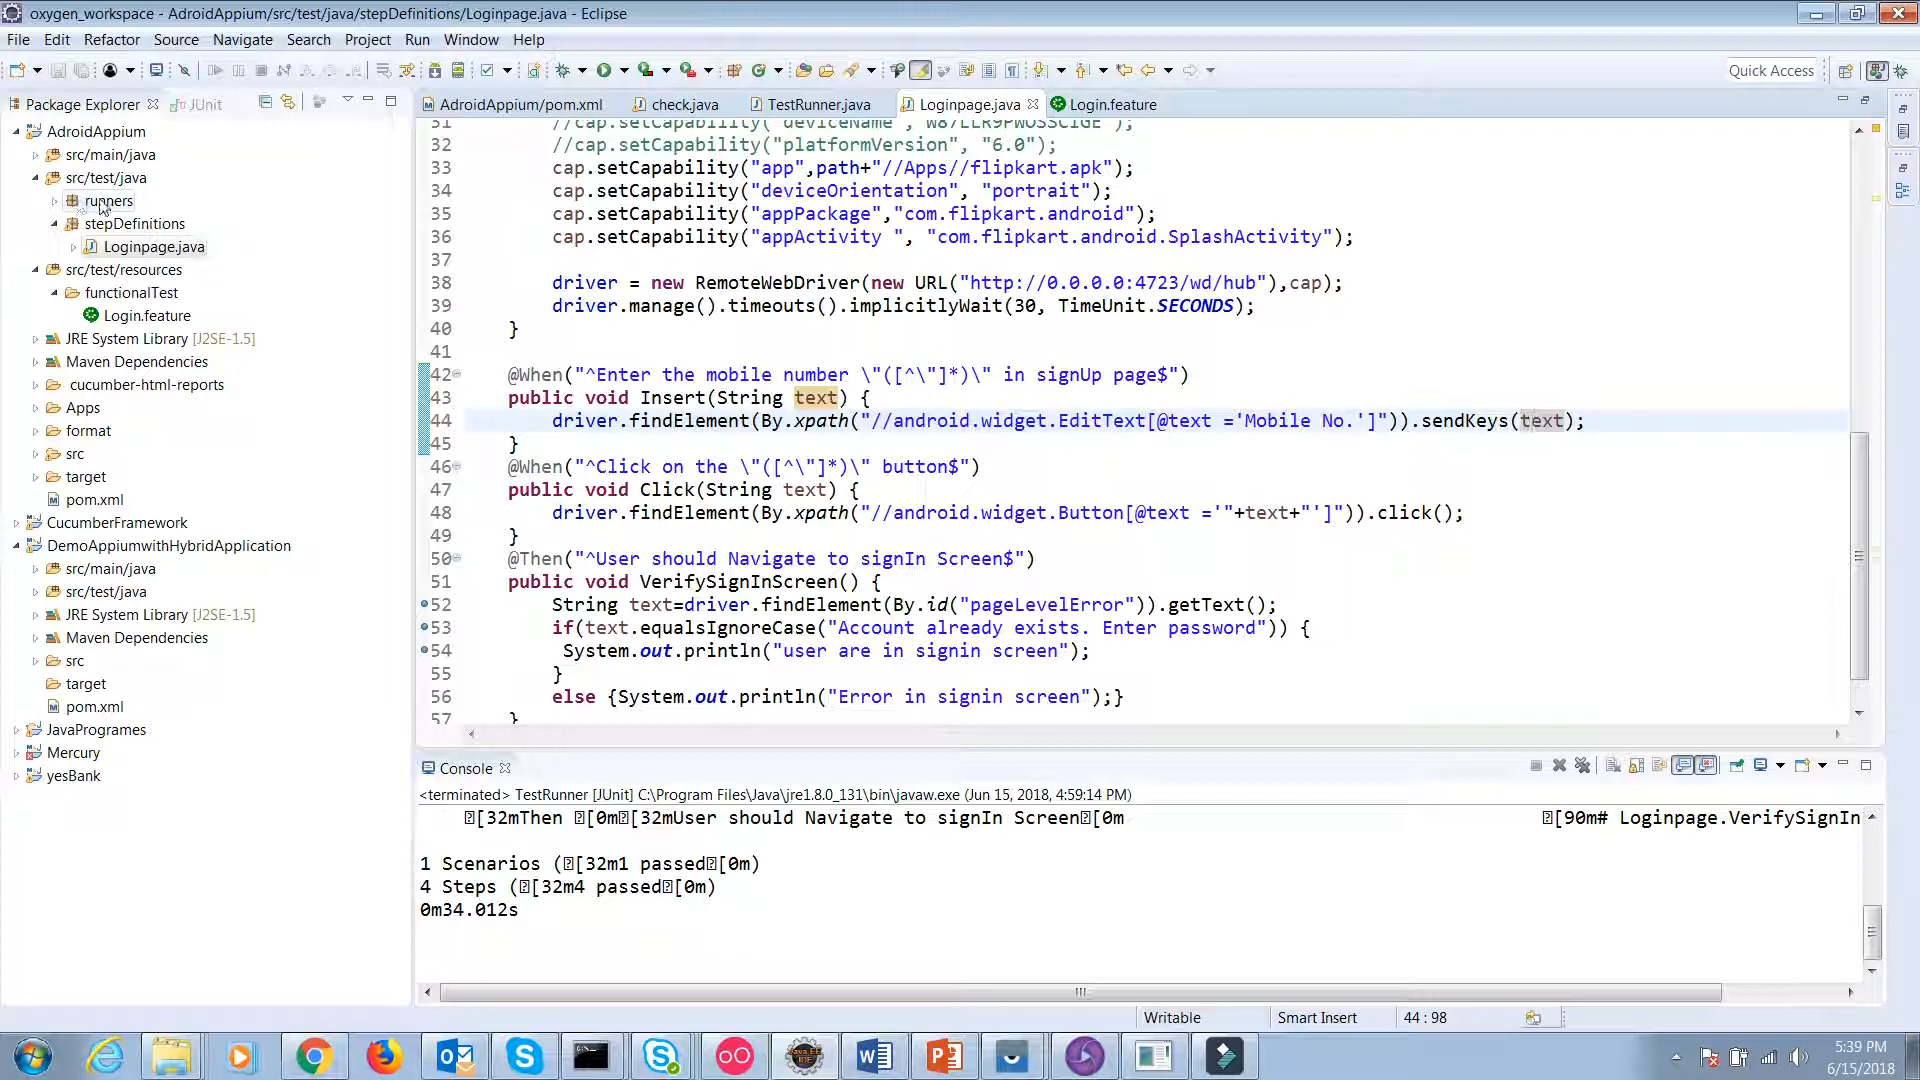 oxygen_workspace - AdroidAppium/src/test/java/stepDefinitions/Loginpage.java - Eclipse
File Edit Refactor Source Navigate Search Project Run Window Help
Quick Access
Package Explorer JUnit
AdroidAppium/pom.xml check.java TestRunner.java Loginpage.java Login.feature
AdroidAppium
src/main/java
src/test/java
runners
stepDefinitions
Loginpage.java
src/test/resources
functionalTest
Login.feature
JRE System Library [J2SE-1.5]
Maven Dependencies
cucumber-html-reports
Apps
format
src
target
pom.xml
CucumberFramework
DemoAppiumwithHybridApplication
src/main/java
src/test/java
JRE System Library [J2SE-1.5]
Maven Dependencies
src
target
pom.xml
JavaProgrames
Mercury
yesBank
31 //cap.setCapability("deviceName", "W87LLR9PWOSSCIGE");
32 //cap.setCapability("platformVersion", "6.0");
33 cap.setCapability("app",path+"//Apps//flipkart.apk");
34 cap.setCapability("deviceOrientation", "portrait");
35 cap.setCapability("appPackage","com.flipkart.android");
36 cap.setCapability("appActivity ", "com.flipkart.android.SplashActivity");
37
38 driver = new RemoteWebDriver(new URL("http://0.0.0.0:4723/wd/hub"),cap);
39 driver.manage().timeouts().implicitlyWait(30, TimeUnit.SECONDS);
40 }
41
42 @When("^Enter the mobile number \"([^\"]*)\" in signUp page$")
43 public void Insert(String text) {
44 driver.findElement(By.xpath("//android.widget.EditText[@text ='Mobile No.']")).sendKeys(text);
45 }
46 @When("^Click on the \"([^\"]*)\" button$")
47 public void Click(String text) {
48 driver.findElement(By.xpath("//android.widget.Button[@text ='"+text+"']")).click();
49 }
50 @Then("^User should Navigate to signIn Screen$")
51 public void VerifySignInScreen() {
52 String text=driver.findElement(By.id("pageLevelError")).getText();
53 if(text.equalsIgnoreCase("Account already exists. Enter password")) {
54 System.out.println("user are in signin screen");
55 }
56 else {System.out.println("Error in signin screen");}
57 }
Console
<terminated> TestRunner [JUnit] C:\Program Files\Java\jre1.8.0_131\bin\javaw.exe (Jun 15, 2018, 4:59:14 PM)
[32mThen [0m[32mUser should Navigate to signIn Screen[0m [90m# Loginpage.VerifySignIn
1 Scenarios ([32m1 passed[0m)
4 Steps ([32m4 passed[0m)
0m34.012s
Writable Smart Insert 44 : 98
Java EE IDE
5:39 PM
6/15/2018